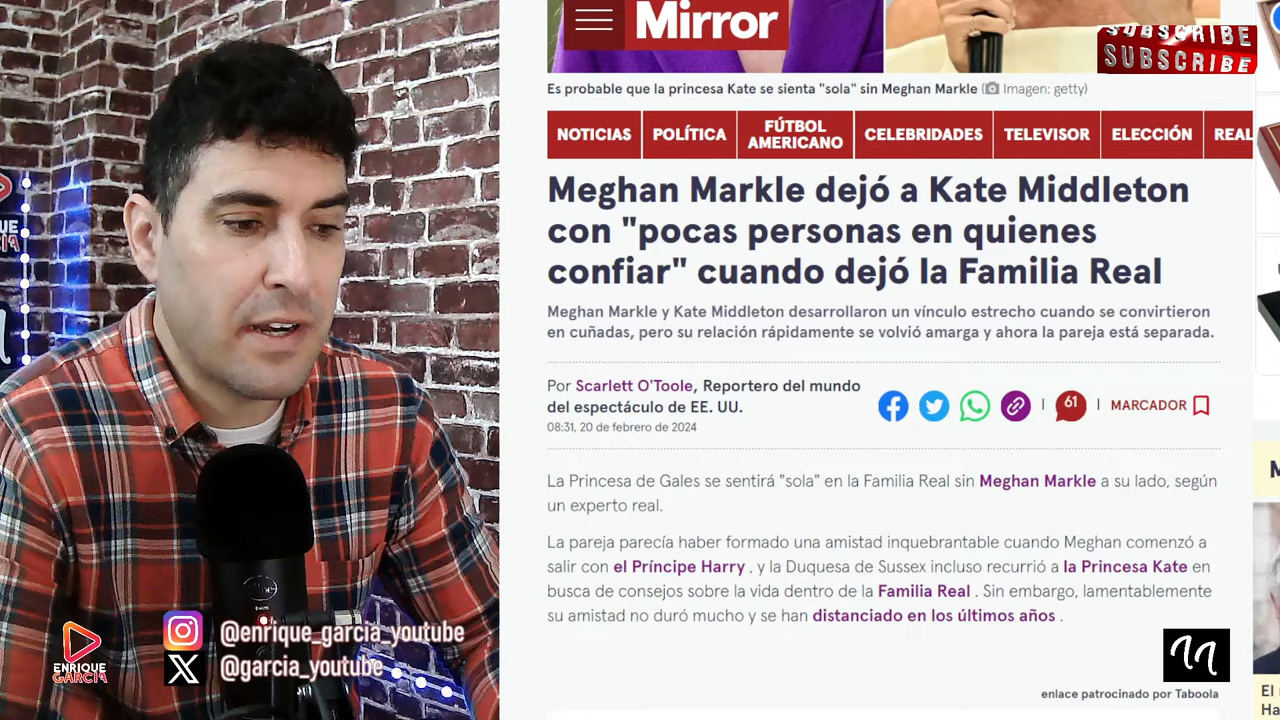 Mirror
SUBSCRIBE
SUBSCRIBE
Es probable que la princesa Kate se sienta "sola" sin Meghan Markle (Imagen: getty)
NOTICIAS
POLÍTICA
FÚTBOL
AMERICANO
CELEBRIDADES
TELEVISOR
ELECCIÓN
REAL
Meghan Markle dejó a Kate Middleton
con "pocas personas en quienes
confiar" cuando dejó la Familia Real
Meghan Markle y Kate Middleton desarrollaron un vínculo estrecho cuando se convirtieron
en cuñadas, pero su relación rápidamente se volvió amarga y ahora la pareja está separada.
Por Scarlett O'Toole, Reportero del mundo
del espectáculo de EE. UU.
08:31, 20 de febrero de 2024
61
MARCADOR
La Princesa de Gales se sentirá "sola" en la Familia Real sin Meghan Markle a su lado, según
un experto real.
La pareja parecía haber formado una amistad inquebrantable cuando Meghan comenzó a
salir con el Príncipe Harry , y la Duquesa de Sussex incluso recurrió a la Princesa Kate en
busca de consejos sobre la vida dentro de la Familia Real . Sin embargo, lamentablemente
su amistad no duró mucho y se han distanciado en los últimos años .
enlace patrocinado por Taboola
El
Ha
@enrique_garcia_youtube
@garcia_youtube
ENRIQUE
GARCIA